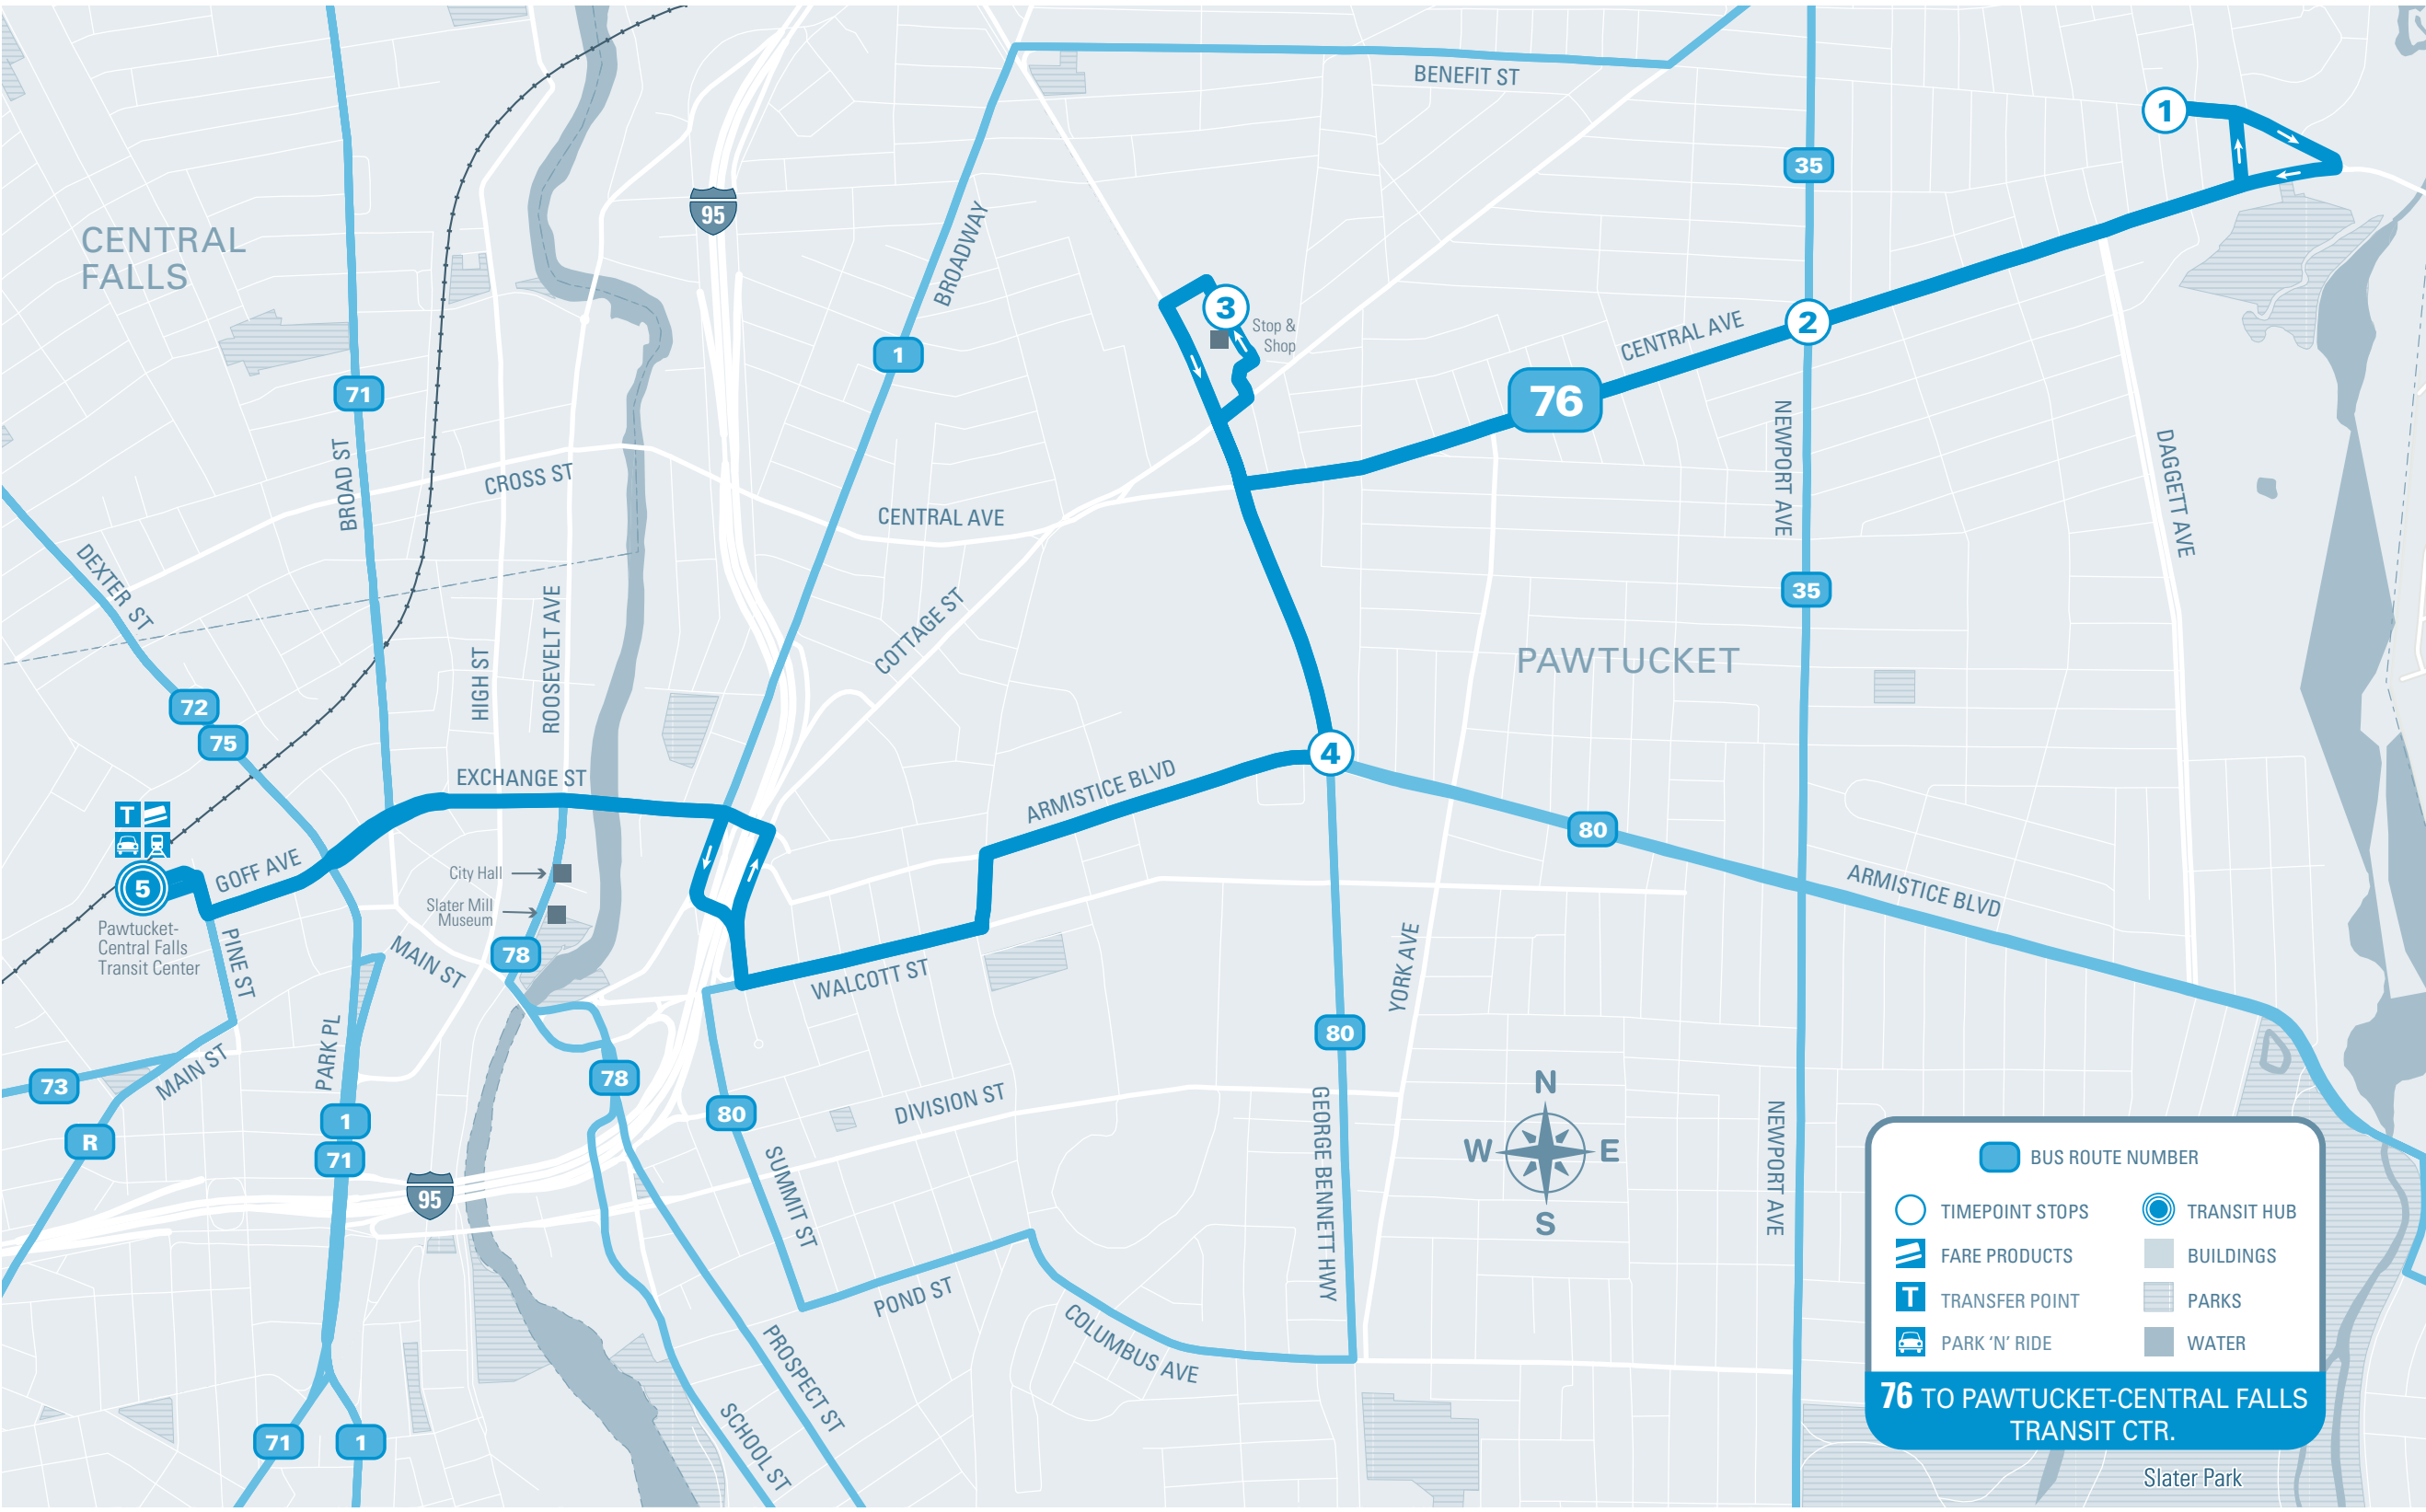 BENEFIT ST
1
35
95
CENTRAL
FALLS
BROADWAY
3
Stop &
Shop
2
CENTRAL AVE
1
71
76
NEWPORT AVE
DAGGETT AVE
BROAD ST
CROSS ST
CENTRAL AVE
DEXTER ST
35
COTTAGE ST
ROOSEVELT AVE
HIGH ST
PAWTUCKET
72
75
4
EXCHANGE ST
ARMISTICE BLVD
T
80
GOFF AVE
City Hall
5
ARMISTICE BLVD
Slater Mill
Museum
Pawtucket-
Central Falls
Transit Center
PINE ST
MAIN ST
78
WALCOTT ST
YORK AVE
80
PARK PL
MAIN ST
73
78
N
W
E
S
DIVISION ST
80
1
R
71
GEORGE BENNETT HWY
NEWPORT AVE
SUMMIT ST
95
POND ST
COLUMBUS AVE
PROSPECT ST
SCHOOL ST
71
1
BUS ROUTE NUMBER
TIMEPOINT STOPS
TRANSIT HUB
FARE PRODUCTS
BUILDINGS
T
TRANSFER POINT
PARKS
PARK 'N' RIDE
WATER
76 TO PAWTUCKET-CENTRAL FALLS
TRANSIT CTR.
Slater Park